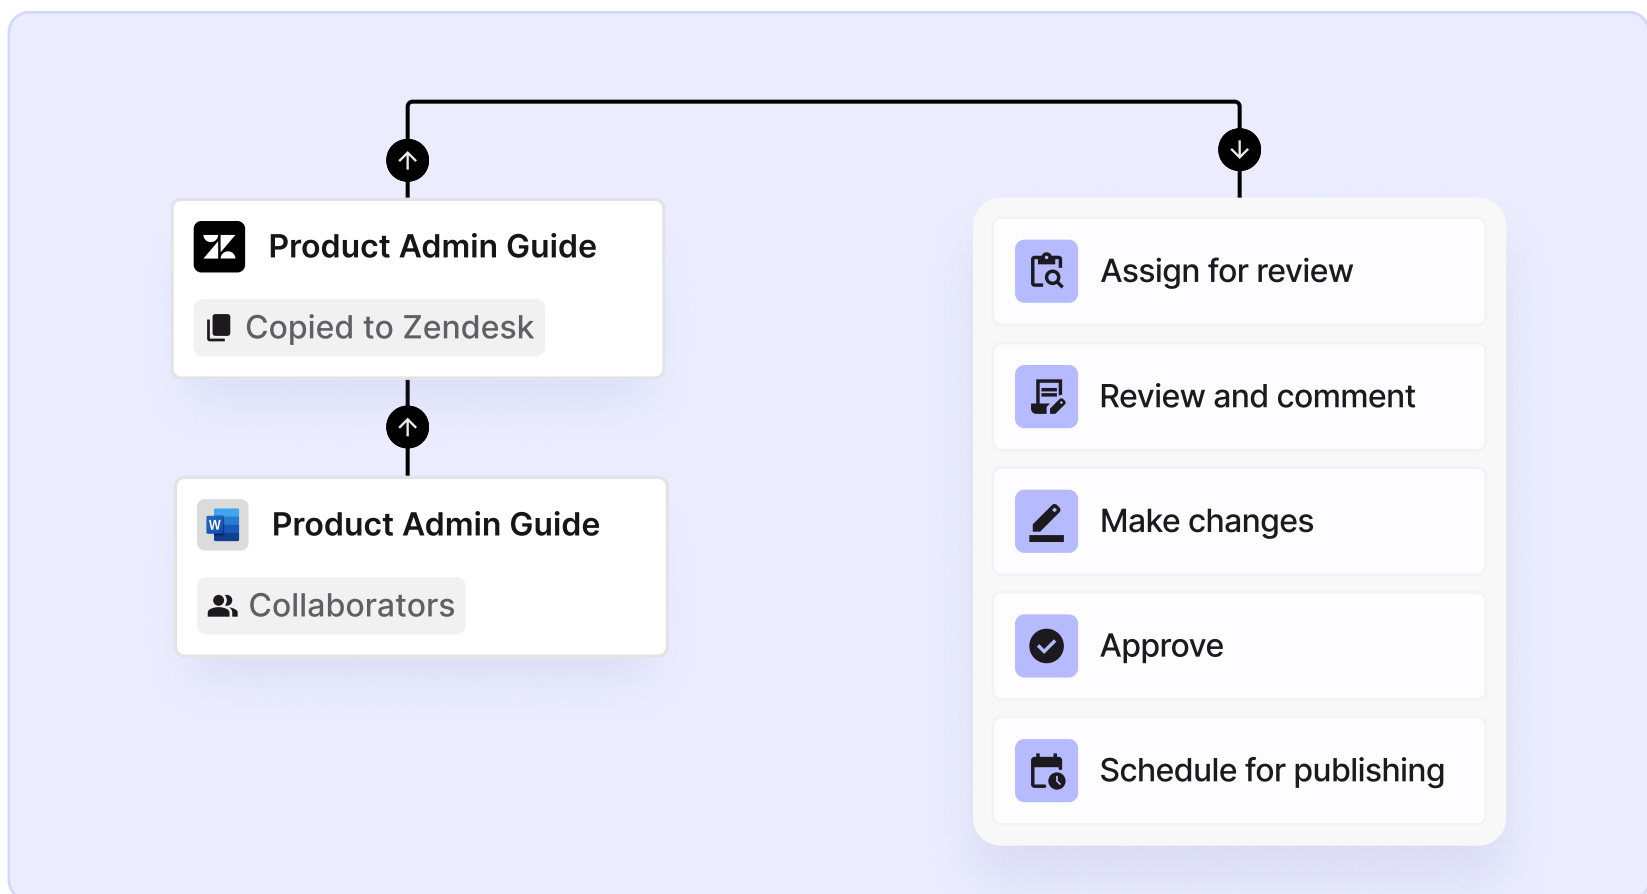 Product Admin Guide
Copied to Zendesk
W
Product Admin Guide
Collaborators
Assign for review
Review and comment
Make changes
Approve
Schedule for publishing